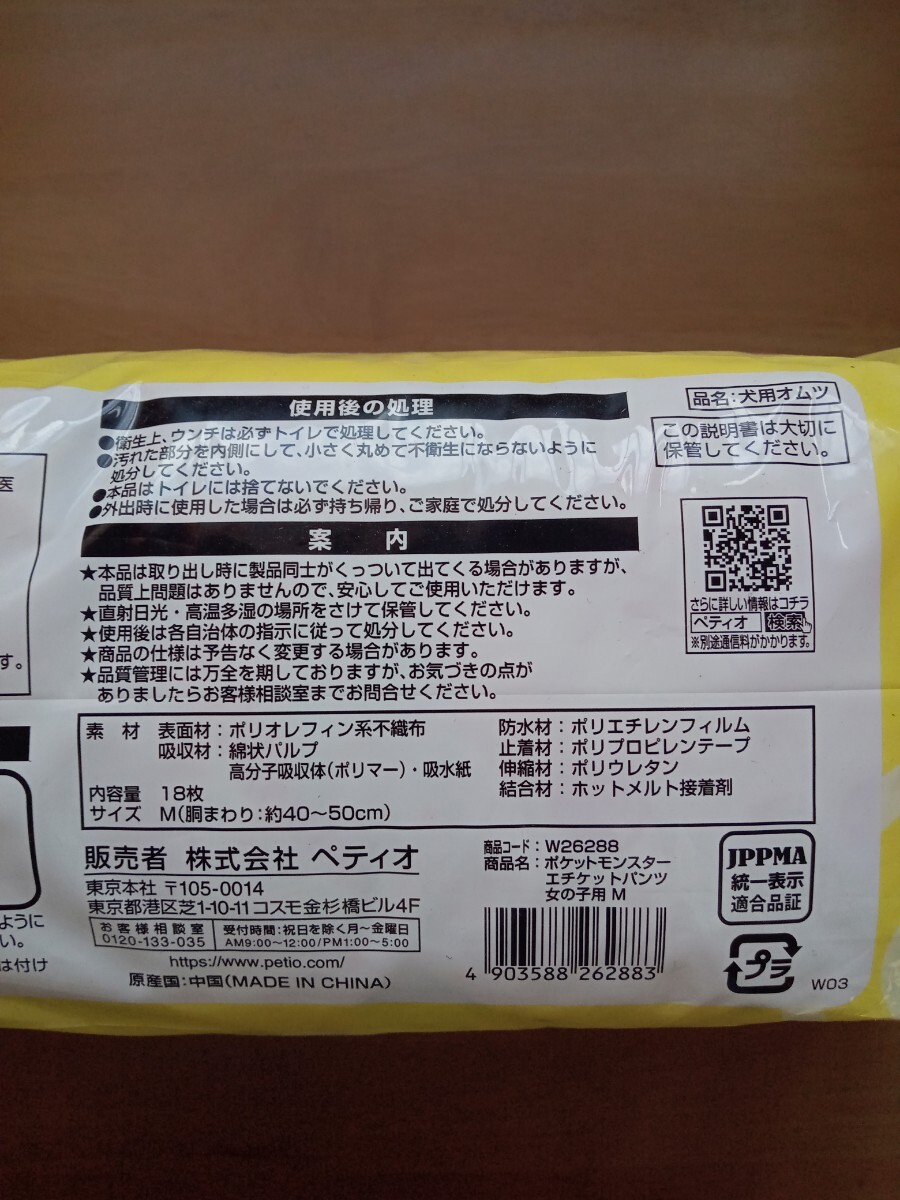 医
す。
ように
い。
は付け
使用後の処理
●衛生上、ウンチは必ずトイレで処理してください。
●汚れた部分を内側にして、小さく丸めて不衛生にならないように
処分してください。
●本品はトイレには捨てないでください。
●外出時に使用した場合は必ず持ち帰り、ご家庭で処分してください。
案 内
★本品は取り出し時に製品同士がくっついて出てくる場合がありますが、
品質上問題はありませんので、安心してご使用いただけます。
★直射日光・高温多湿の場所をさけて保管してください。
★使用後は各自治体の指示に従って処分してください。
★商品の仕様は予告なく変更する場合があります。
★品質管理には万全を期しておりますが、お気づきの点が
ありましたらお客様相談室までお問合せください。
品名:犬用オムツ
この説明書は大切に
保管してください。
さらに詳しい情報はコチラ
ペティオ 検索
※別途通信料がかかります。
素 材 表面材:ポリオレフィン系不織布
吸収材:綿状パルプ
高分子吸収体(ポリマー)・吸水紙
防水材:ポリエチレンフィルム
止着材:ポリプロピレンテープ
伸縮材:ポリウレタン
結合材:ホットメルト接着剤
内容量 18枚
サイズ M(胴まわり:約40~50cm)
販売者 株式会社 ペティオ
東京本社 〒105-0014
東京都港区芝1-10-11 コスモ金杉橋ビル4F
お客様相談室
0120-133-035
受付時間:祝日を除く月~金曜日
AM9:00~12:00/PM1:00~5:00
https://www.petio.com/
原産国:中国(MADE IN CHINA)
商品コード:W26288
商品名:ポケットモンスター
エチケットパンツ
女の子用 M
4 903588 262883
JPPMA
統一表示
適合品証
プラ
W03